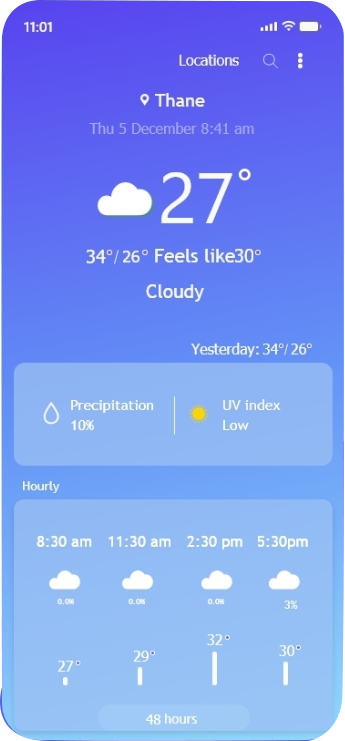 11:01
Locations
Thane
Thu 5 December 8:41 am
27°
34°/ 26° Feels like30°
Cloudy
Yesterday: 34°/ 26°
Precipitation
10%
UV index
Low
Hourly
8:30 am 11:30 am 2:30 pm 5:30pm
0.0% 0.0% 0.0% 3%
27° 29° 32° 30°
48 hours